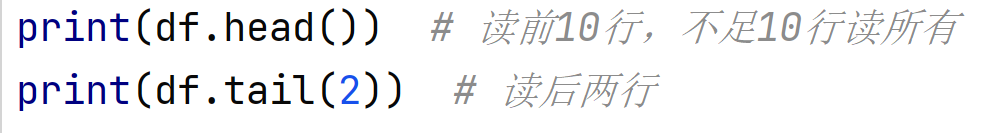 print(df.head())  # 读前10行，不足10行读所有
print(df.tail(2))  # 读后两行